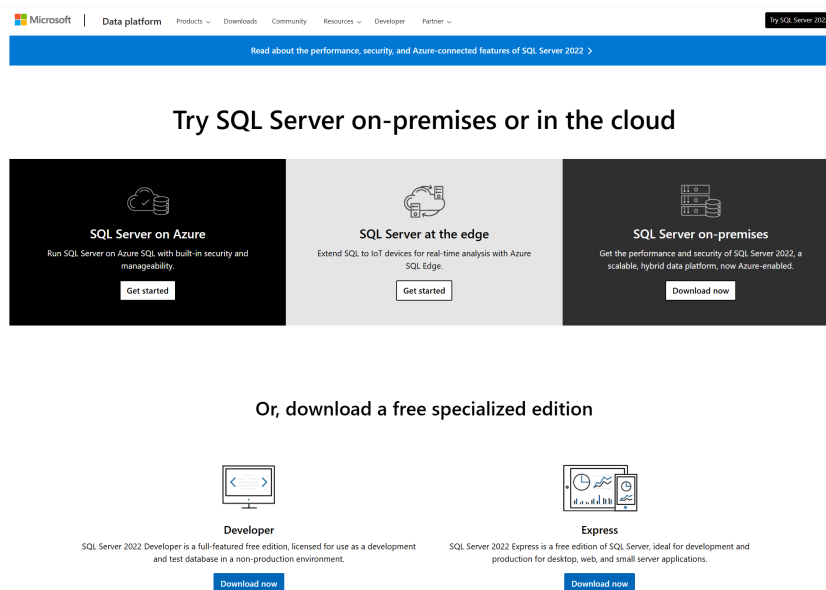 Microsoft
Data platform
Products
Downloads
Community
Resources
Developer
Partner
Try SQL Server 2022
Read about the performance, security, and Azure-connected features of SQL Server 2022
Try SQL Server on-premises or in the cloud
SQL Server on Azure
Run SQL Server on Azure SQL with built-in security and
manageability.
Get started
SQL Server at the edge
Extend SQL to IoT devices for real-time analysis with Azure
SQL Edge.
Get started
SQL Server on-premises
Get the performance and security of SQL Server 2022, a
scalable, hybrid data platform, now Azure-enabled.
Download now
Or, download a free specialized edition
Developer
SQL Server 2022 Developer is a full-featured free edition, licensed for use as a development
and test database in a non-production environment.
Download now
Express
SQL Server 2022 Express is a free edition of SQL Server, ideal for development and
production for desktop, web, and small server applications.
Download now